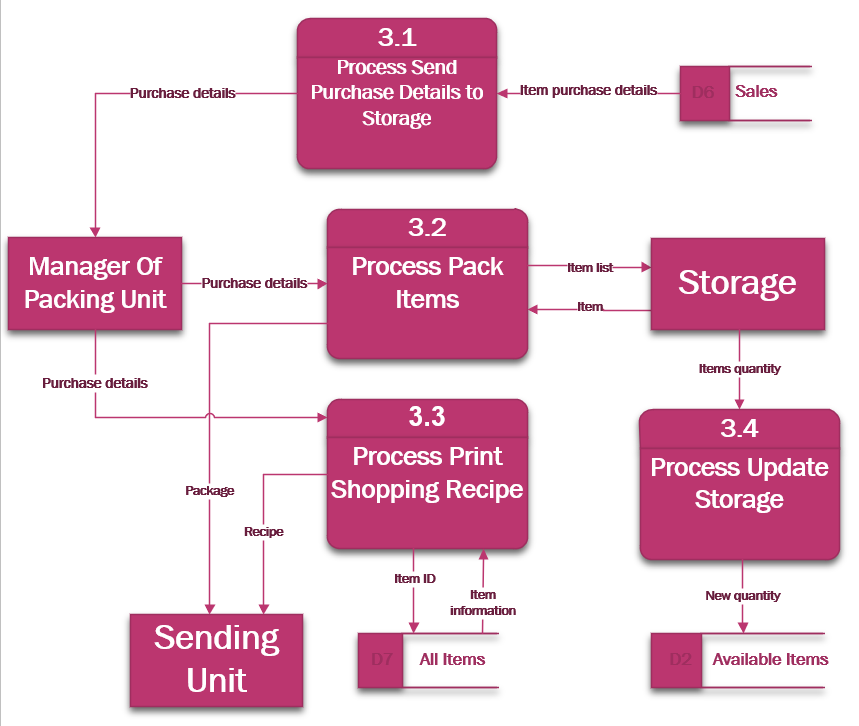 3.1
Process Send
Purchase Details to
Storage
Purchase details
Item purchase details
D6
Sales
3.2
Process Pack
Items
Manager Of
Packing Unit
Purchase details
Item list
Item
Storage
Items quantity
Purchase details
3.3
Process Print
Shopping Recipe
3.4
Process Update
Storage
Package
Recipe
Item ID
Item
information
New quantity
Sending
Unit
D7
All Items
D2
Available Items